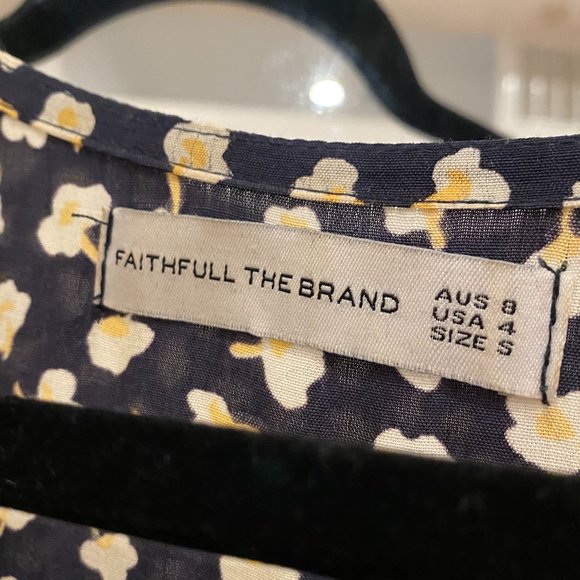 FAITHFULL THE BRAND
AUS 8
USA 4
SIZE S